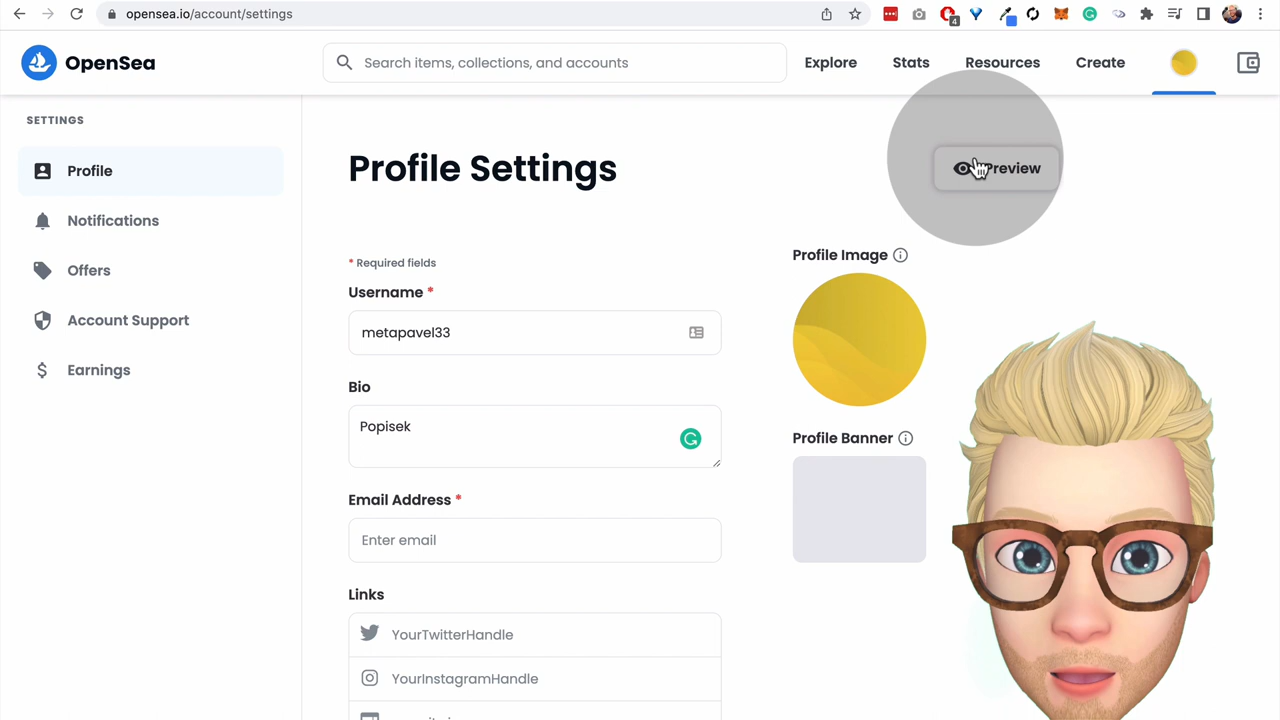 opensea.io/account/settings
4
OpenSea
Search items, collections, and accounts
Explore
Stats
Resources
Create
SETTINGS
Profile
Notifications
Offers
Account Support
Earnings
Profile Settings
Preview
* Required fields
Username *
metapavel33
Bio
Popisek
Email Address *
Enter email
Links
YourTwitterHandle
YourInstagramHandle
Profile Image
Profile Banner